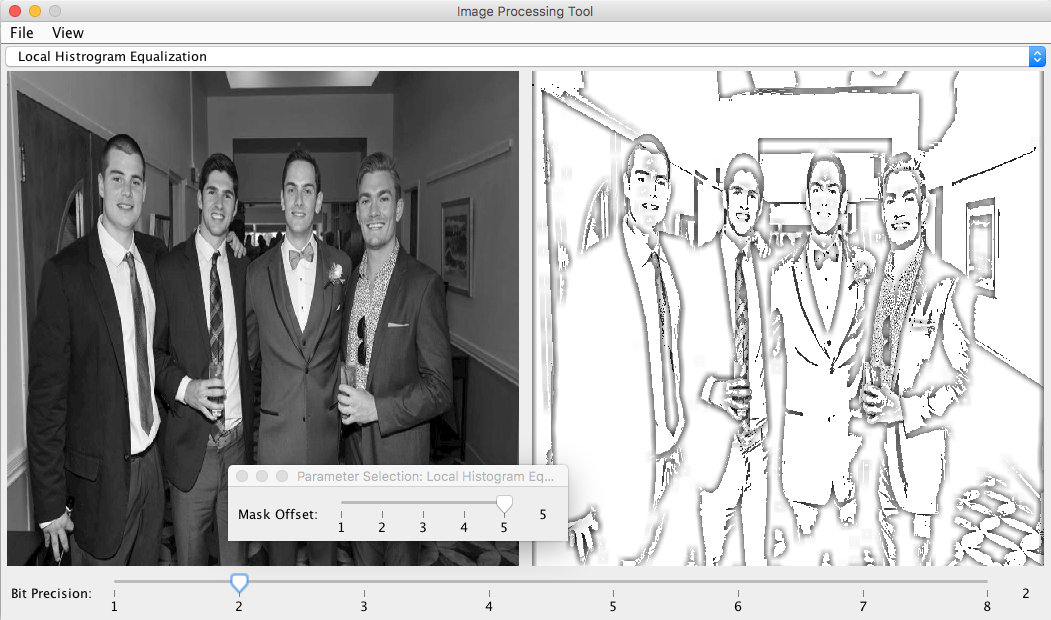 Image Processing Tool
File View
Local Histrogram Equalization
Parameter Selection: Local Histogram Eq...
Mask Offset: 5
1 2 3 4 5
Bit Precision: 2
1 2 3 4 5 6 7 8